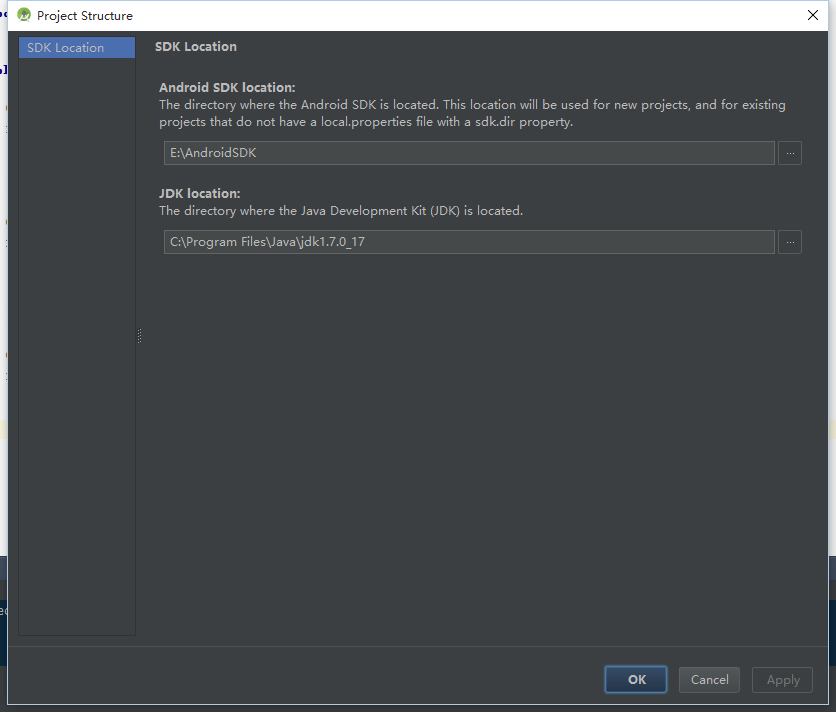 Project Structure
SDK Location
SDK Location
Android SDK location:
The directory where the Android SDK is located. This location will be used for new projects, and for existing
projects that do not have a local.properties file with a sdk.dir property.
E:\AndroidSDK
...
JDK location:
The directory where the Java Development Kit (JDK) is located.
C:\Program Files\Java\jdk1.7.0_17
...
OK
Cancel
Apply